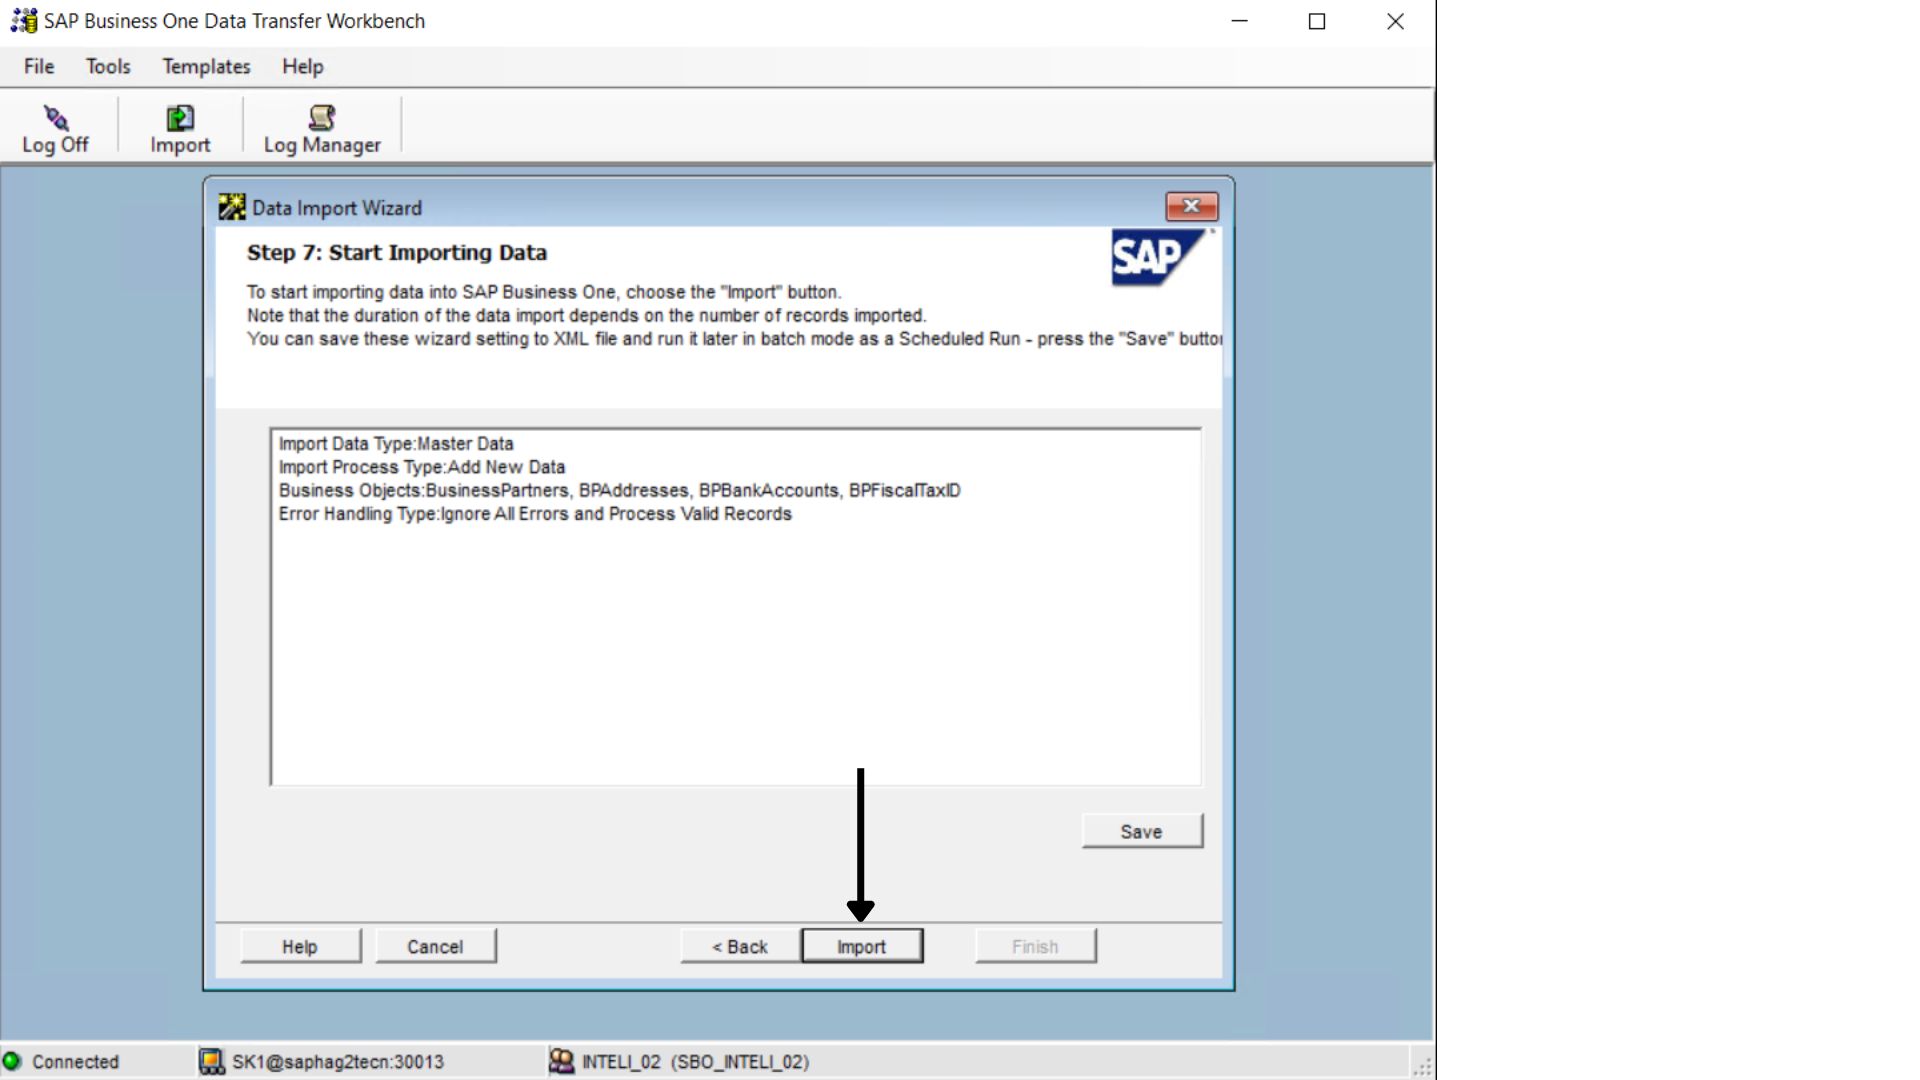 SAP Business One Data Transfer Workbench
File Tools Templates Help
Log Off Import Log Manager
Data Import Wizard
Step 7: Start Importing Data
SAP
To start importing data into SAP Business One, choose the "Import" button.
Note that the duration of the data import depends on the number of records imported.
You can save these wizard setting to XML file and run it later in batch mode as a Scheduled Run - press the "Save" butto
Import Data Type:Master Data
Import Process Type:Add New Data
Business Objects:BusinessPartners, BPAddresses, BPBankAccounts, BPFiscalTaxID
Error Handling Type:Ignore All Errors and Process Valid Records
Save
Help Cancel < Back Import Finish
Connected SK1@saphag2tecn:30013 INTELI_02 (SBO_INTELI_02)